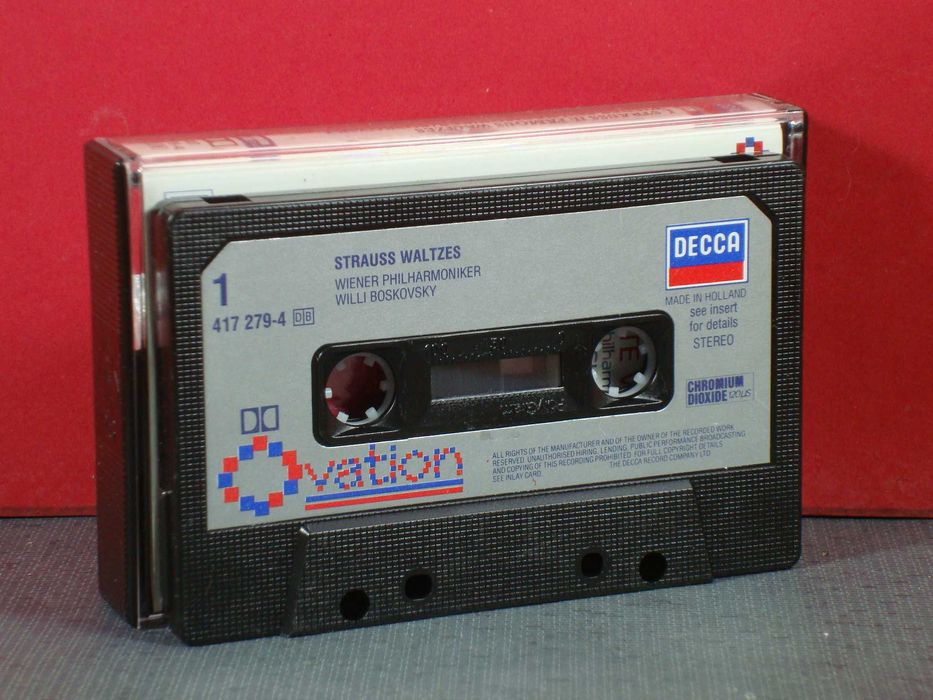 STRAUSS WALTZES
WIENER PHILHARMONIKER
WILLI BOSKOVSKY
1
417 279-4 DB
DECCA
MADE IN HOLLAND
see insert
for details
STEREO
CHROMIUM
DIOXIDE 120µs
Ovation
ALL RIGHTS OF THE MANUFACTURER AND OF THE OWNER OF THE RECORDED WORK
RESERVED. UNAUTHORISED HIRING, LENDING, PUBLIC PERFORMANCE BROADCASTING
AND COPYING OF THIS RECORDING PROHIBITED. FOR FULL COPYRIGHT DETAILS
SEE INLAY CARD. THE DECCA RECORD COMPANY LTD